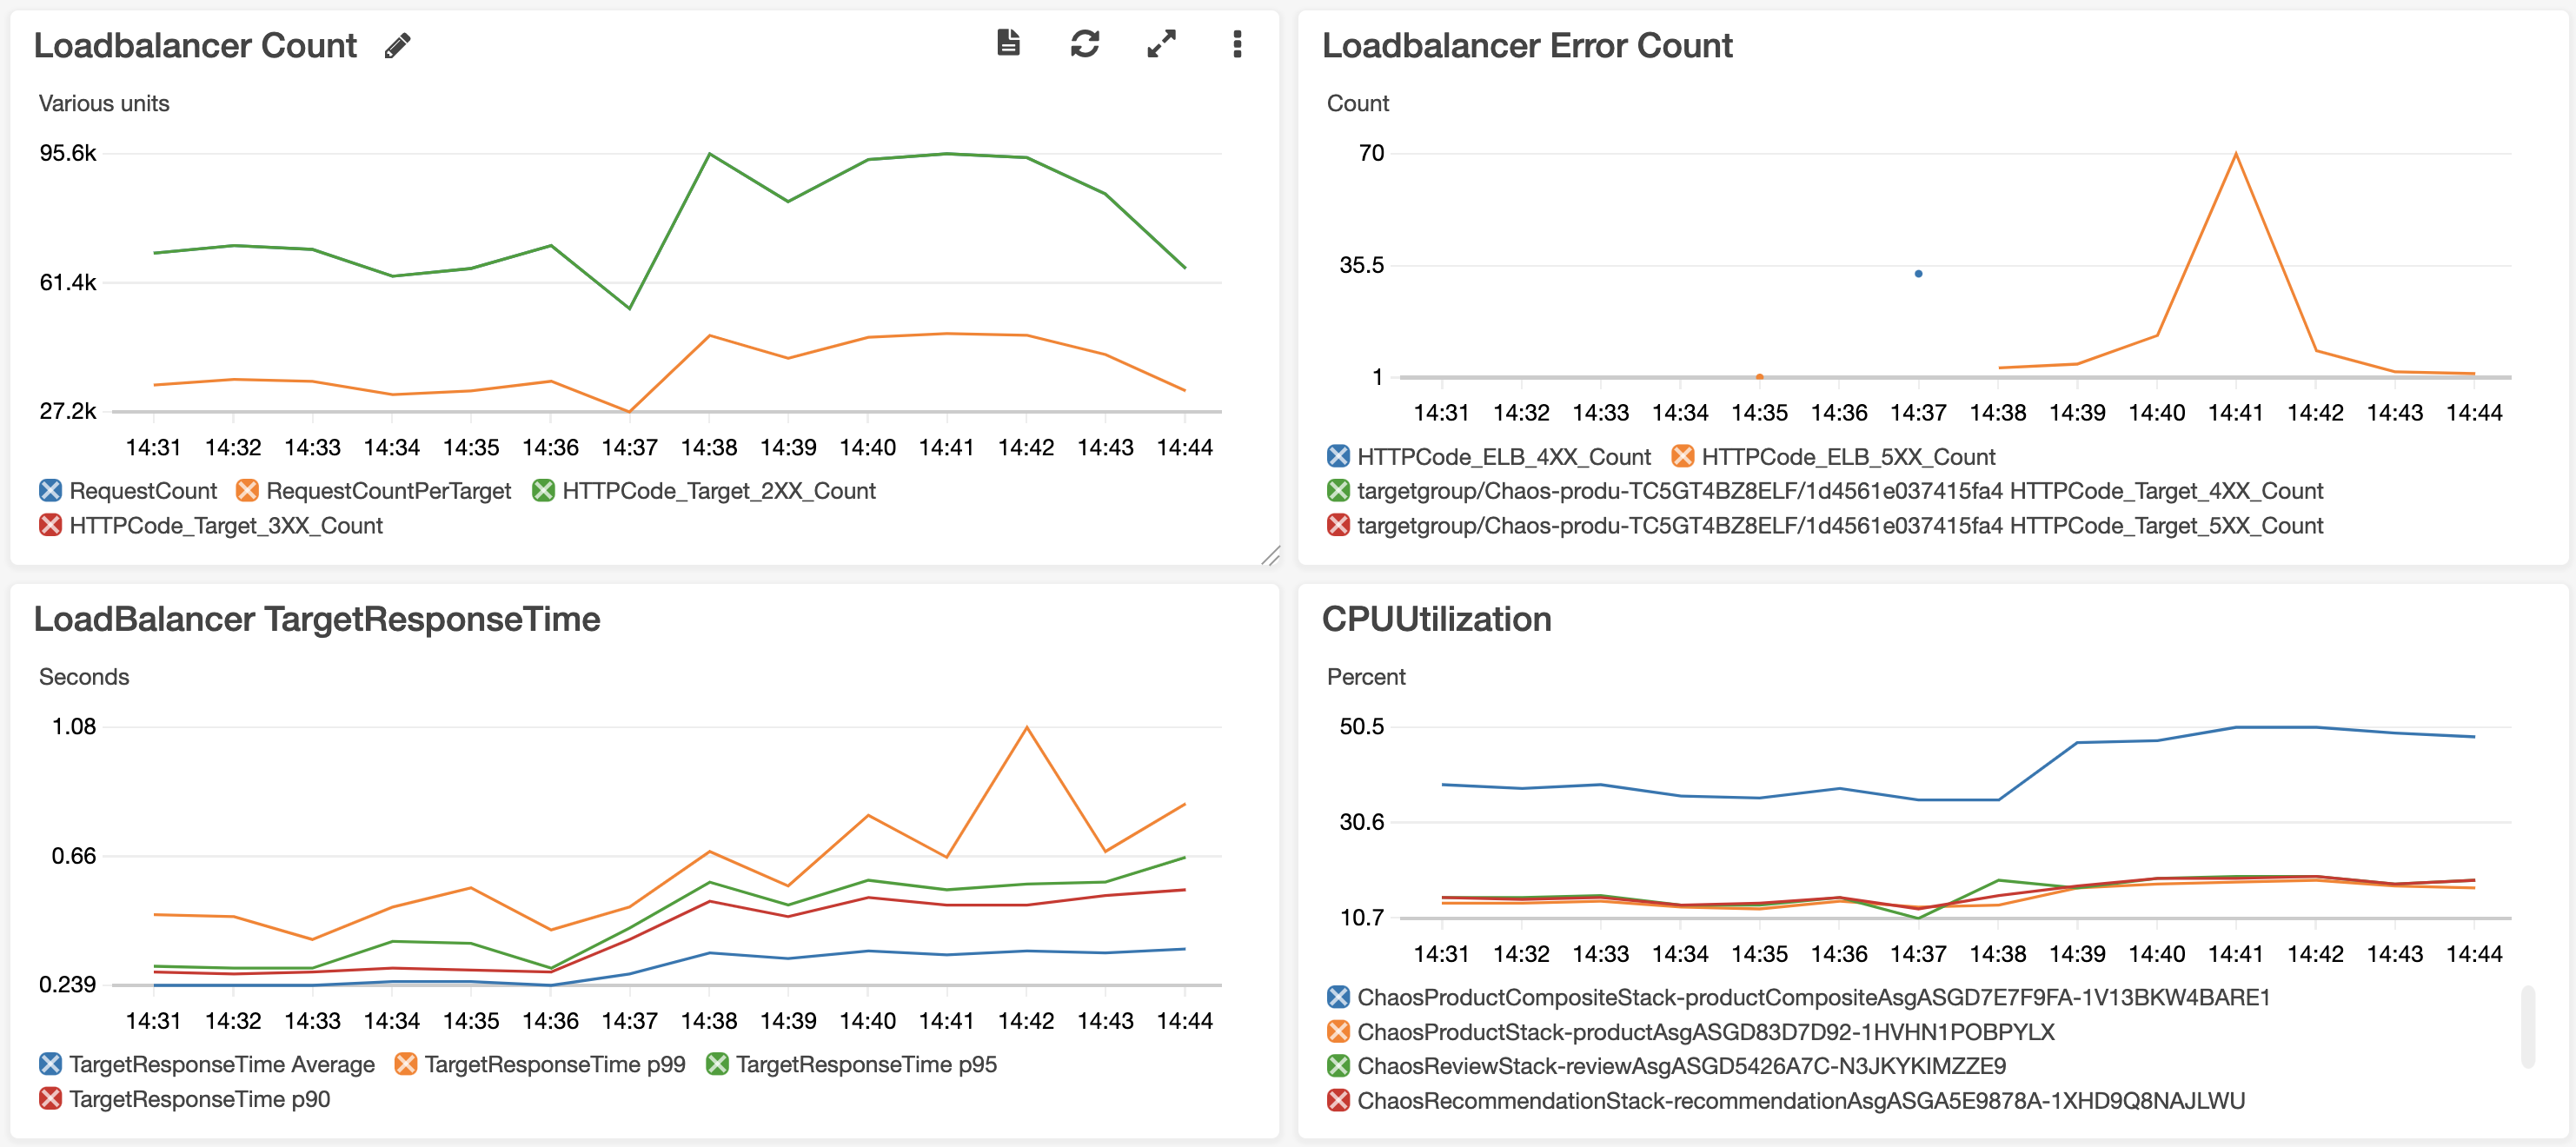 Loadbalancer Count
Various units
95.6k
61.4k
27.2k
14:31 14:32 14:33 14:34 14:35 14:36 14:37 14:38 14:39 14:40 14:41 14:42 14:43 14:44
RequestCount RequestCountPerTarget HTTPCode_Target_2XX_Count
HTTPCode_Target_3XX_Count
Loadbalancer Error Count
Count
70
35.5
1
14:31 14:32 14:33 14:34 14:35 14:36 14:37 14:38 14:39 14:40 14:41 14:42 14:43 14:44
HTTPCode_ELB_4XX_Count HTTPCode_ELB_5XX_Count
targetgroup/Chaos-produ-TC5GT4BZ8ELF/1d4561e037415fa4 HTTPCode_Target_4XX_Count
targetgroup/Chaos-produ-TC5GT4BZ8ELF/1d4561e037415fa4 HTTPCode_Target_5XX_Count
LoadBalancer TargetResponseTime
Seconds
1.08
0.66
0.239
14:31 14:32 14:33 14:34 14:35 14:36 14:37 14:38 14:39 14:40 14:41 14:42 14:43 14:44
TargetResponseTime Average TargetResponseTime p99 TargetResponseTime p95
TargetResponseTime p90
CPUUtilization
Percent
50.5
30.6
10.7
14:31 14:32 14:33 14:34 14:35 14:36 14:37 14:38 14:39 14:40 14:41 14:42 14:43 14:44
ChaosProductCompositeStack-productCompositeAsgASGD7E7F9FA-1V13BKW4BARE1
ChaosProductStack-productAsgASGD83D7D92-1HVHN1POBPYLX
ChaosReviewStack-reviewAsgASGD5426A7C-N3JKYKIMZZE9
ChaosRecommendationStack-recommendationAsgASGA5E9878A-1XHD9Q8NAJLWU